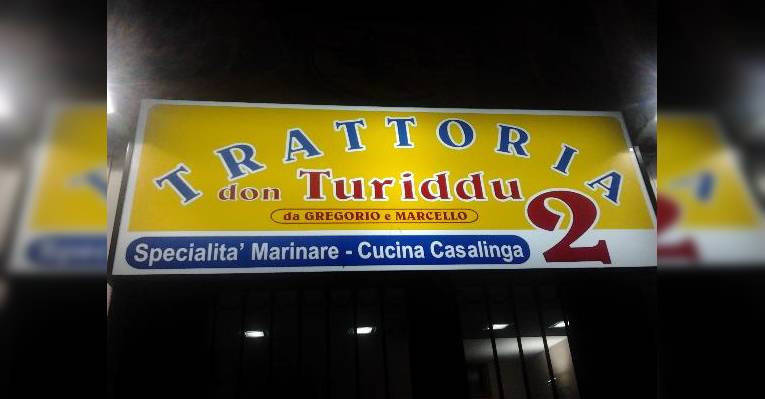 TRATTORIA
don Turiddu 2
da GREGORIO e MARCELLO
Specialita' Marinare - Cucina Casalinga